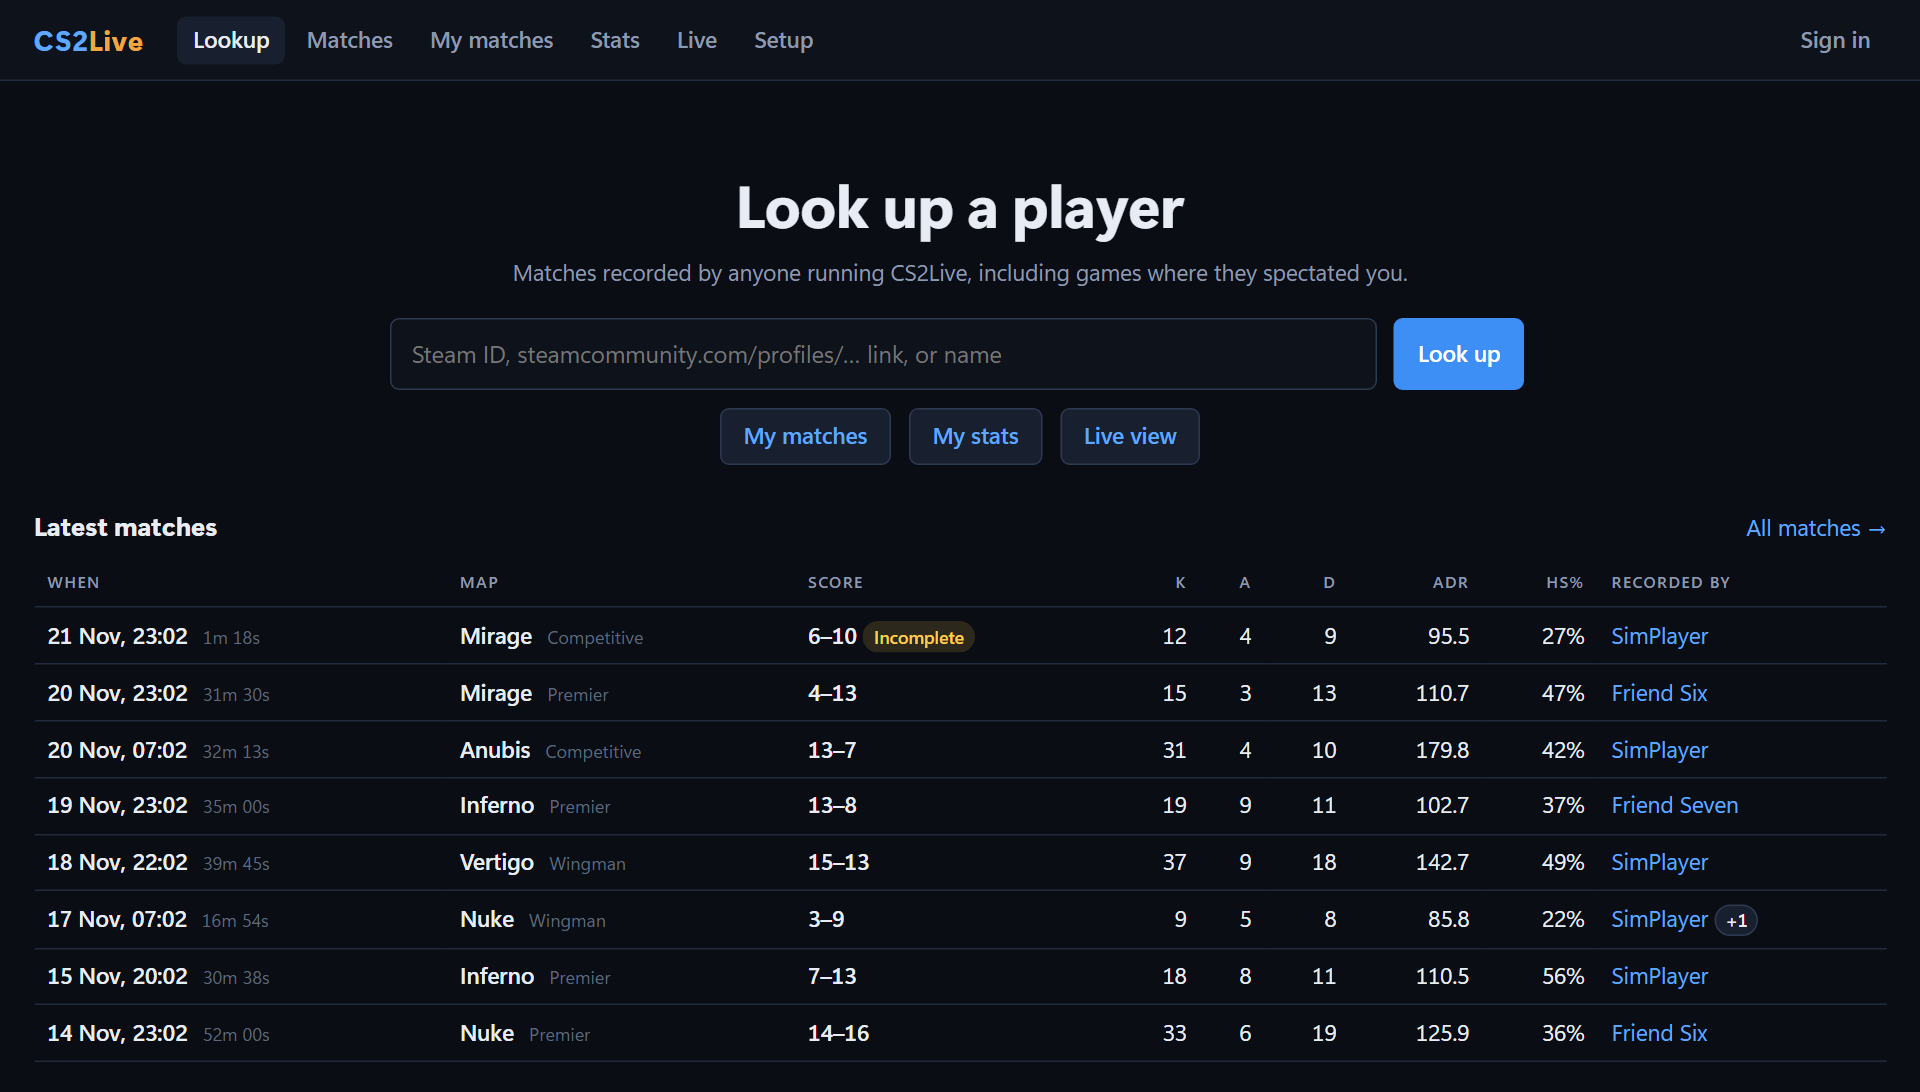 CS2Live Lookup Matches My matches Stats Live Setup Sign in
Look up a player
Matches recorded by anyone running CS2Live, including games where they spectated you.
Steam ID, steamcommunity.com/profiles/... link, or name Look up
My matches My stats Live view
Latest matches All matches →
WHEN MAP SCORE K A D ADR HS% RECORDED BY
21 Nov, 23:02 1m 18s Mirage Competitive 6–10 Incomplete 12 4 9 95.5 27% SimPlayer
20 Nov, 23:02 31m 30s Mirage Premier 4–13 15 3 13 110.7 47% Friend Six
20 Nov, 07:02 32m 13s Anubis Competitive 13–7 31 4 10 179.8 42% SimPlayer
19 Nov, 23:02 35m 00s Inferno Premier 13–8 19 9 11 102.7 37% Friend Seven
18 Nov, 22:02 39m 45s Vertigo Wingman 15–13 37 9 18 142.7 49% SimPlayer
17 Nov, 07:02 16m 54s Nuke Wingman 3–9 9 5 8 85.8 22% SimPlayer +1
15 Nov, 20:02 30m 38s Inferno Premier 7–13 18 8 11 110.5 56% SimPlayer
14 Nov, 23:02 52m 00s Nuke Premier 14–16 33 6 19 125.9 36% Friend Six